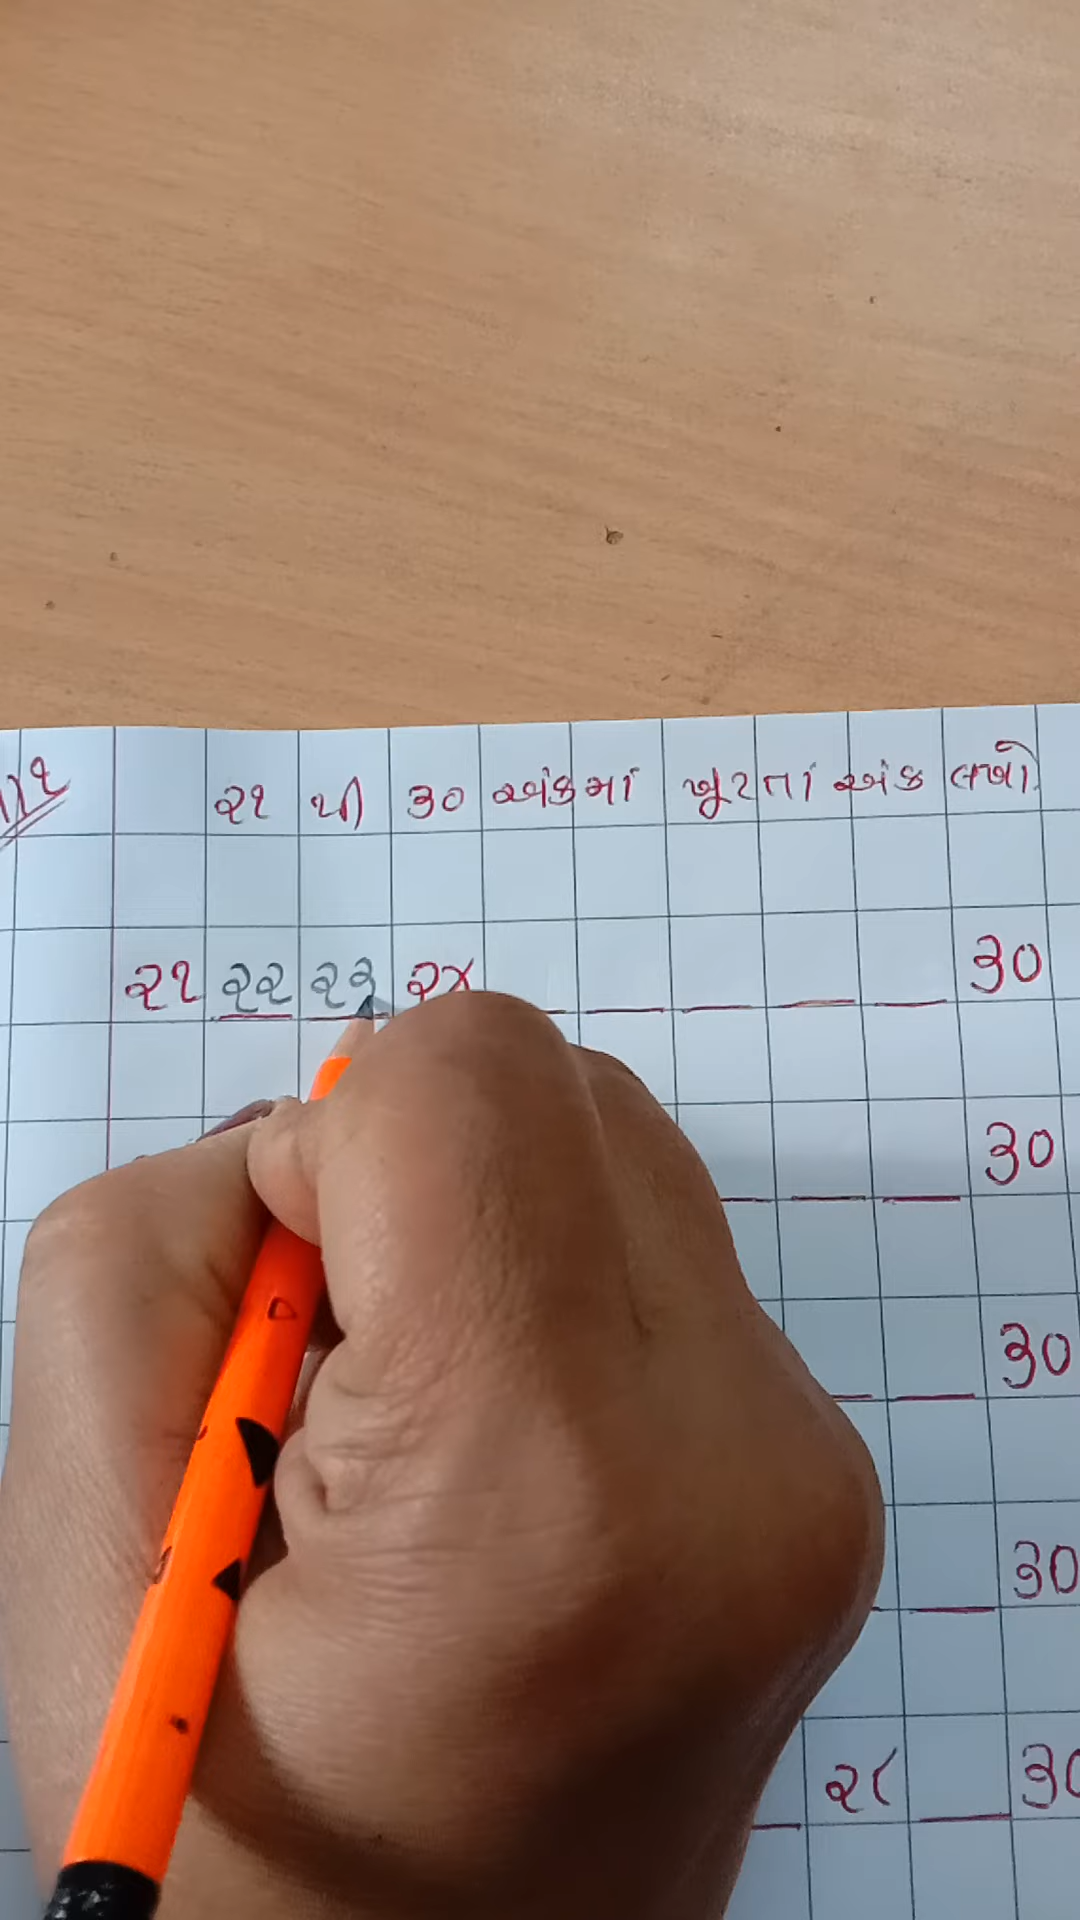 ૨૧ થી ૩૦ અંકમાં ખૂટતાં અંક લખો.
૨૧ ૨૨ ૨૩ ૨૪ _ _ _ _ _ ૩૦
_ _ _ ૩૦
_ _ ૩૦
_ ૩૦
_ ૨૮ _ ૩૦